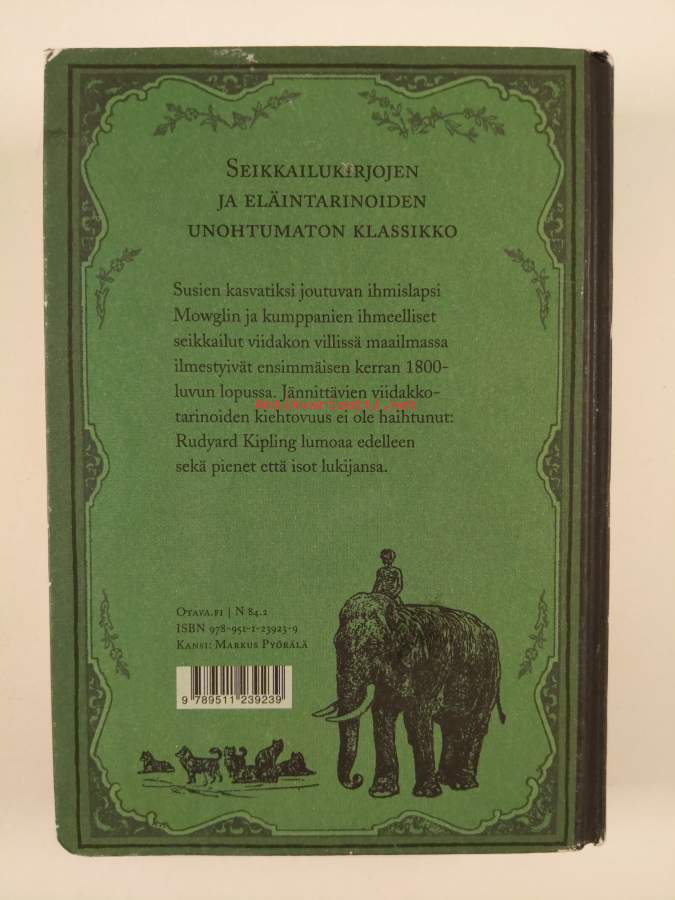 Seikkailukirjojen
ja eläintarinoiden
unohtumaton klassikko
Susien kasvatiksi joutuvan ihmislapsi
Mowglin ja kumppanien ihmeelliset
seikkailut viidakon villissä maailmassa
ilmestyivät ensimmäisen kerran 1800-
luvun lopussa. Jännittävien viidakko-
antikvariaatti.net
tarinoiden kiehtovuus ei ole haihtunut:
Rudyard Kipling lumoaa edelleen
sekä pienet että isot lukijansa.
Otava.fi | N 84.2
ISBN 978-951-1-23923-9
Kansi: Markus Pyörälä
9 789511 239239